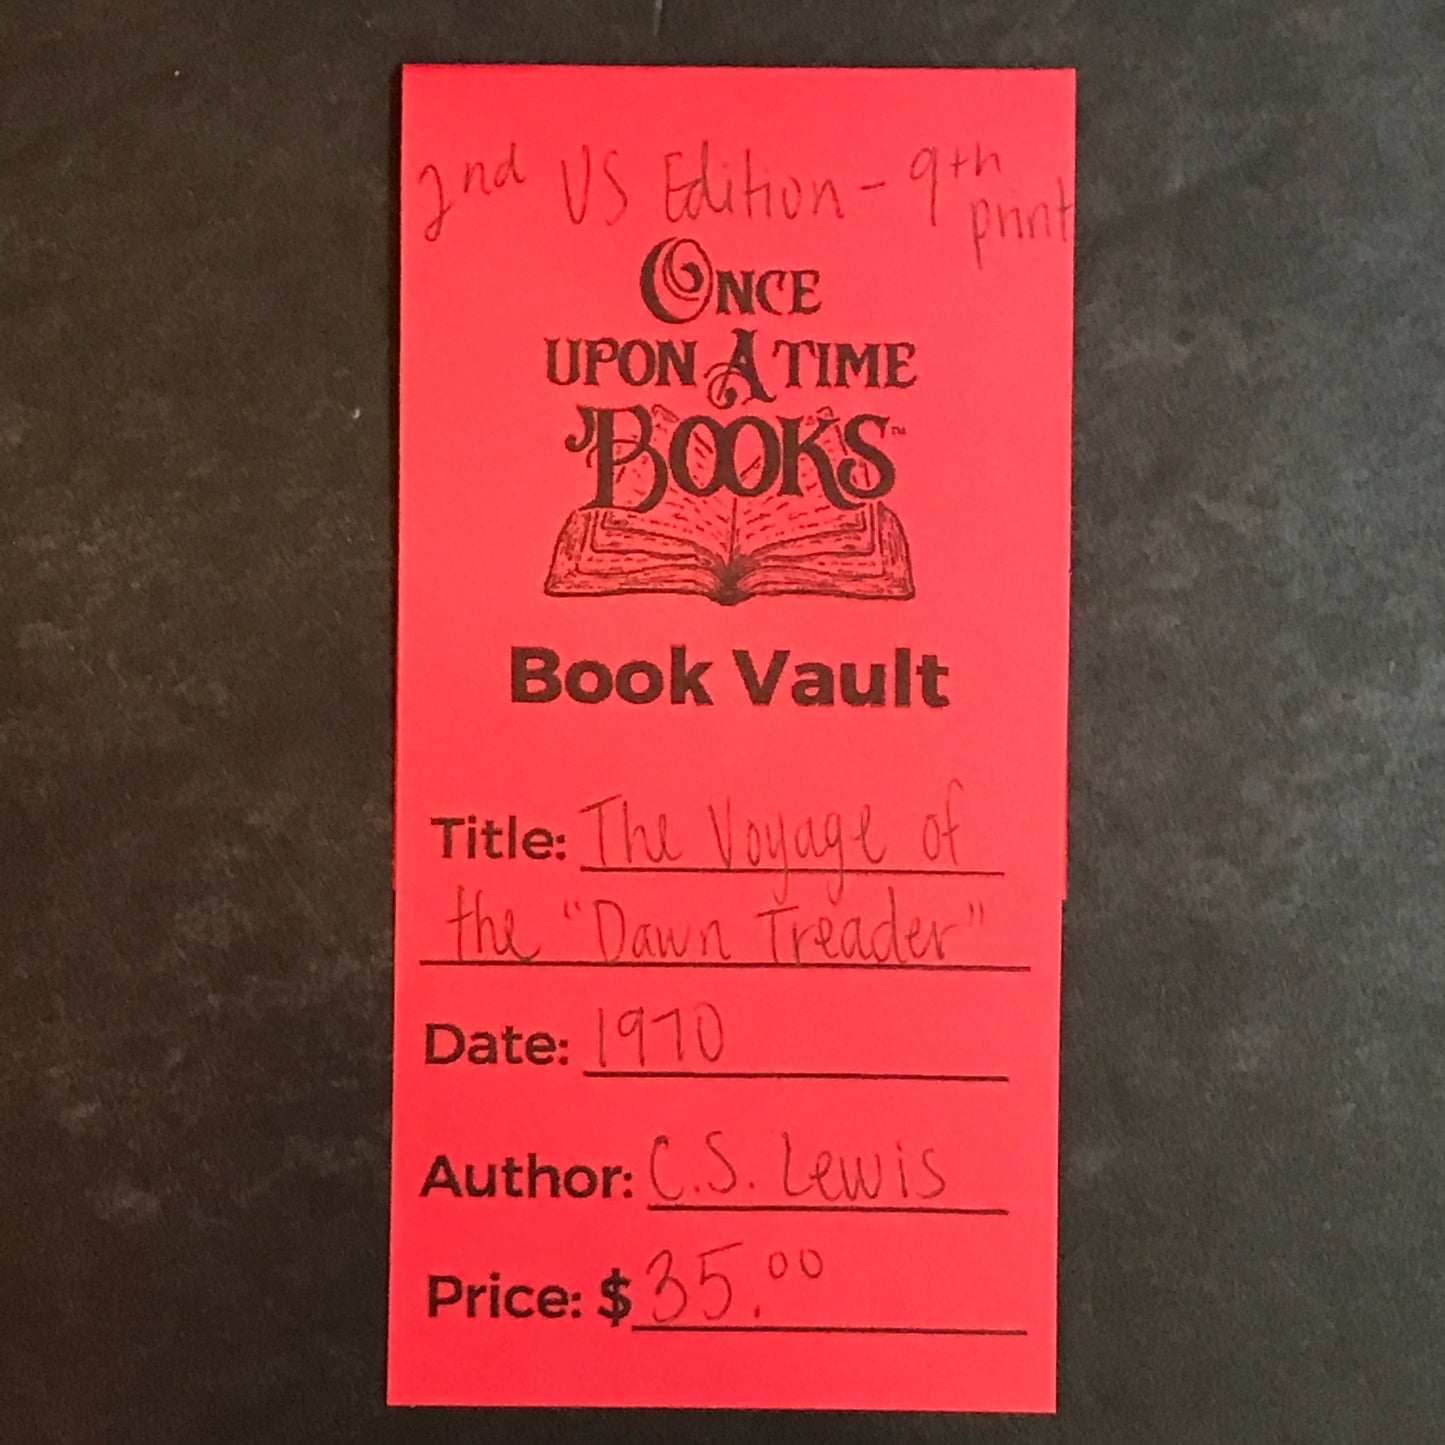 2nd US Edition - 9th
print
ONCE
UPON A TIME
BOOKS™
Book Vault
Title: The Voyage of
the "Dawn Treader"
Date: 1970
Author: C.S. Lewis
Price: $35.00